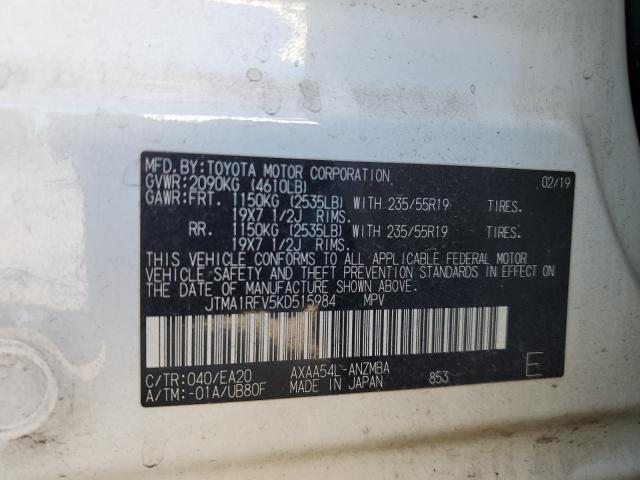 MFD. BY: TOYOTA MOTOR CORPORATION 02/19
GVWR: 2090KG (4610LB)
GAWR: FRT. 1150KG (2535LB) WITH 235/55R19 TIRES.
19X7 1/2J RIMS.
RR. 1150KG (2535LB) WITH 235/55R19 TIRES.
19X7 1/2J RIMS.
THIS VEHICLE CONFORMS TO ALL APPLICABLE FEDERAL MOTOR
VEHICLE SAFETY AND THEFT PREVENTION STANDARDS IN EFFECT ON
THE DATE OF MANUFACTURE SHOWN ABOVE.
JTMA1RFV5KD515984 MPV
C/TR: 040/EA20 AXAA54L-ANZMBA E
A/TM: -01A/UB80F MADE IN JAPAN 853